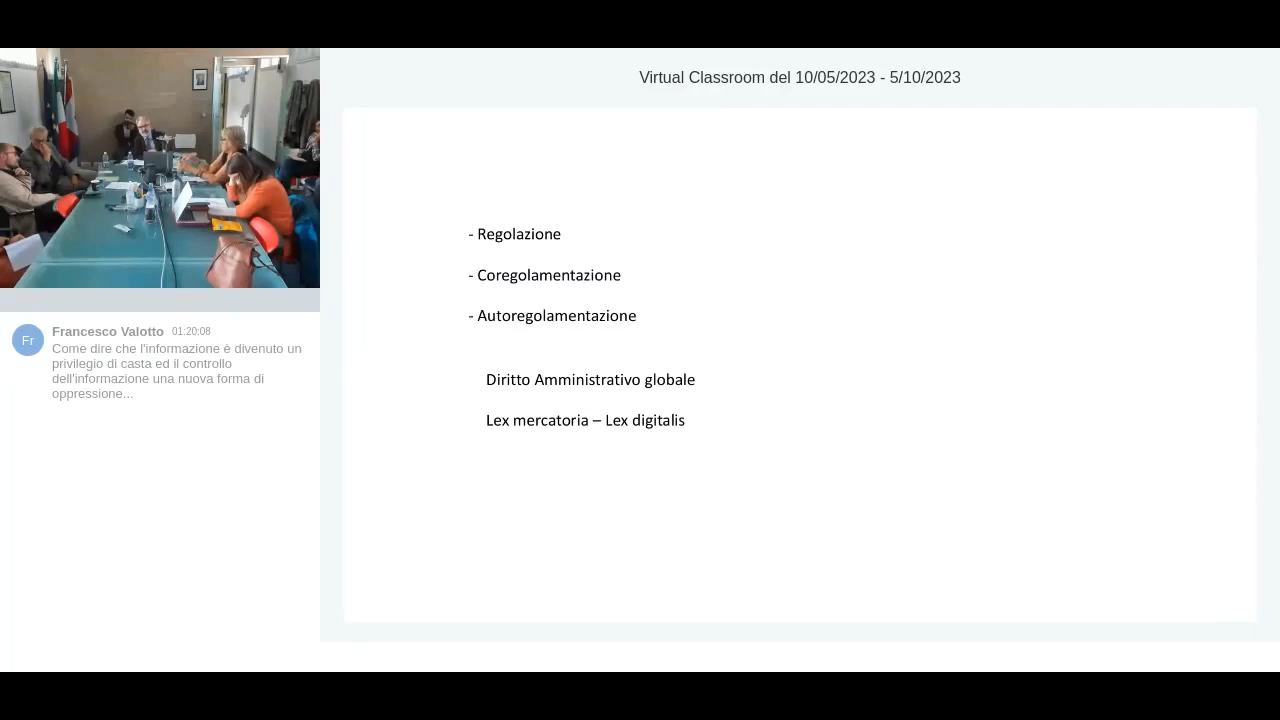 Virtual Classroom del 10/05/2023 - 5/10/2023
- Regolazione
- Coregolamentazione
- Autoregolamentazione
Diritto Amministrativo globale
Lex mercatoria – Lex digitalis
Fr
Francesco Valotto 01:20:08
Come dire che l'informazione è divenuto un
privilegio di casta ed il controllo
dell'informazione una nuova forma di
oppressione...